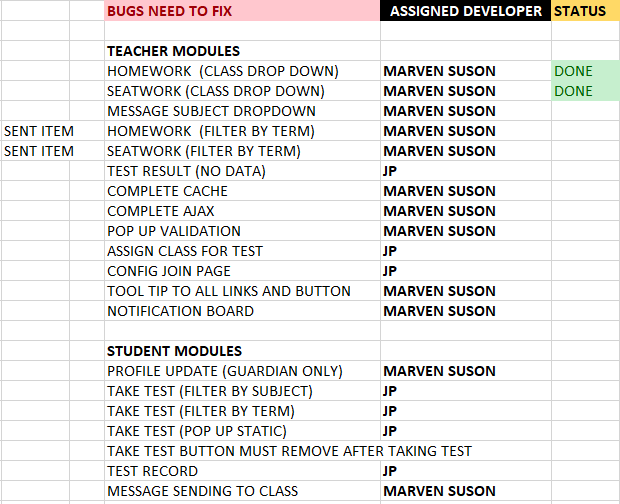 BUGS NEED TO FIX ASSIGNED DEVELOPER STATUS
TEACHER MODULES
HOMEWORK (CLASS DROP DOWN) MARVEN SUSON DONE
SEATWORK (CLASS DROP DOWN) MARVEN SUSON DONE
MESSAGE SUBJECT DROPDOWN MARVEN SUSON
SENT ITEM HOMEWORK (FILTER BY TERM) MARVEN SUSON
SENT ITEM SEATWORK (FILTER BY TERM) MARVEN SUSON
TEST RESULT (NO DATA) JP
COMPLETE CACHE MARVEN SUSON
COMPLETE AJAX MARVEN SUSON
POP UP VALIDATION MARVEN SUSON
ASSIGN CLASS FOR TEST JP
CONFIG JOIN PAGE JP
TOOL TIP TO ALL LINKS AND BUTTON MARVEN SUSON
NOTIFICATION BOARD MARVEN SUSON
STUDENT MODULES
PROFILE UPDATE (GUARDIAN ONLY) MARVEN SUSON
TAKE TEST (FILTER BY SUBJECT) JP
TAKE TEST (FILTER BY TERM) JP
TAKE TEST (POP UP STATIC) JP
TAKE TEST BUTTON MUST REMOVE AFTER TAKING TEST
TEST RECORD JP
MESSAGE SENDING TO CLASS MARVEN SUSON